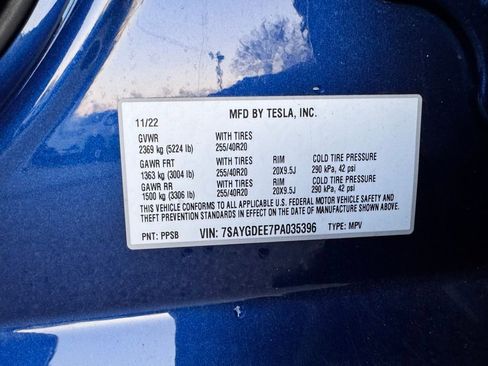 MFD BY TESLA, INC.
11/22
GVWR WITH TIRES
2369 kg (5224 lb) 255/40R20
GAWR FRT WITH TIRES RIM COLD TIRE PRESSURE
1363 kg (3004 lb) 255/40R20 20X9.5J 290 kPa, 42 psi
GAWR RR WITH TIRES RIM COLD TIRE PRESSURE
1500 kg (3306 lb) 255/40R20 20X9.5J 290 kPa, 42 psi
THIS VEHICLE CONFORMS TO ALL APPLICABLE U.S. FEDERAL MOTOR VEHICLE SAFETY AND
THEFT PREVENTION STANDARDS IN EFFECT ON THE DATE OF MANUFACTURE SHOWN ABOVE.
PNT: PPSB VIN: 7SAYGDEE7PA035396 TYPE: MPV